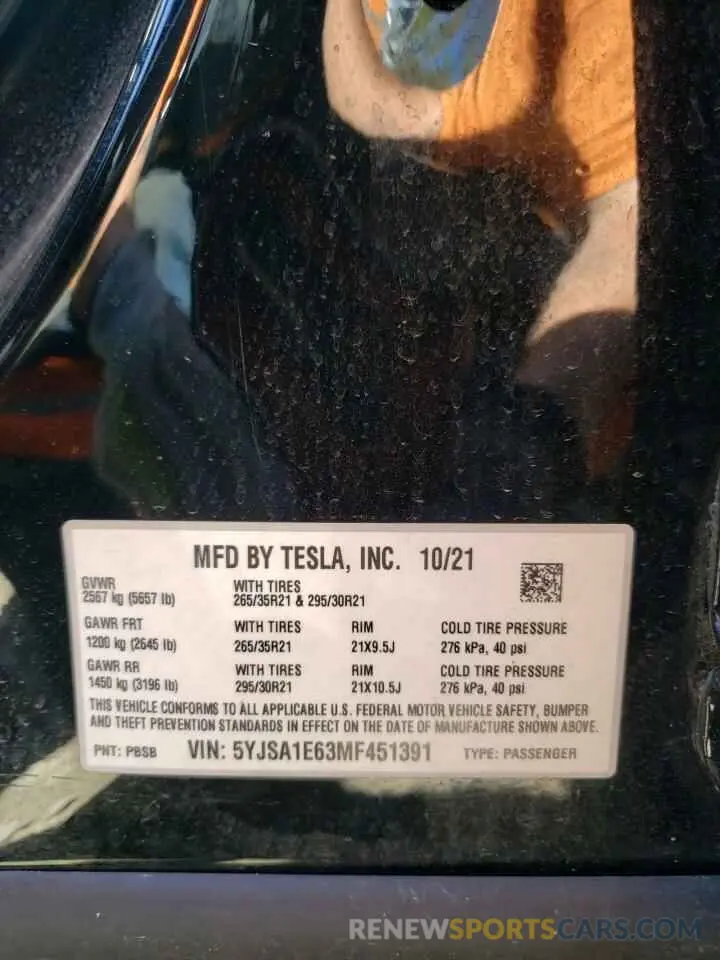 MFD BY TESLA, INC. 10/21
GVWR
2567 kg (5657 lb)
WITH TIRES
265/35R21 & 295/30R21
GAWR FRT WITH TIRES RIM COLD TIRE PRESSURE
1200 kg (2645 lb) 265/35R21 21X9.5J 276 kPa, 40 psi
GAWR RR WITH TIRES RIM COLD TIRE PRESSURE
1450 kg (3196 lb) 295/30R21 21X10.5J 276 kPa, 40 psi
THIS VEHICLE CONFORMS TO ALL APPLICABLE U.S. FEDERAL MOTOR VEHICLE SAFETY, BUMPER
AND THEFT PREVENTION STANDARDS IN EFFECT ON THE DATE OF MANUFACTURE SHOWN ABOVE.
PNT: PBSB VIN: 5YJSA1E63MF451391 TYPE: PASSENGER
RENEWSPORTSCARS.COM